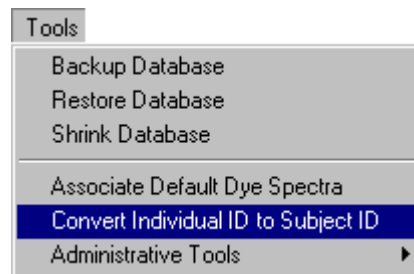 Tools
Backup Database
Restore Database
Shrink Database
Associate Default Dye Spectra
Convert Individual ID to Subject ID
Administrative Tools